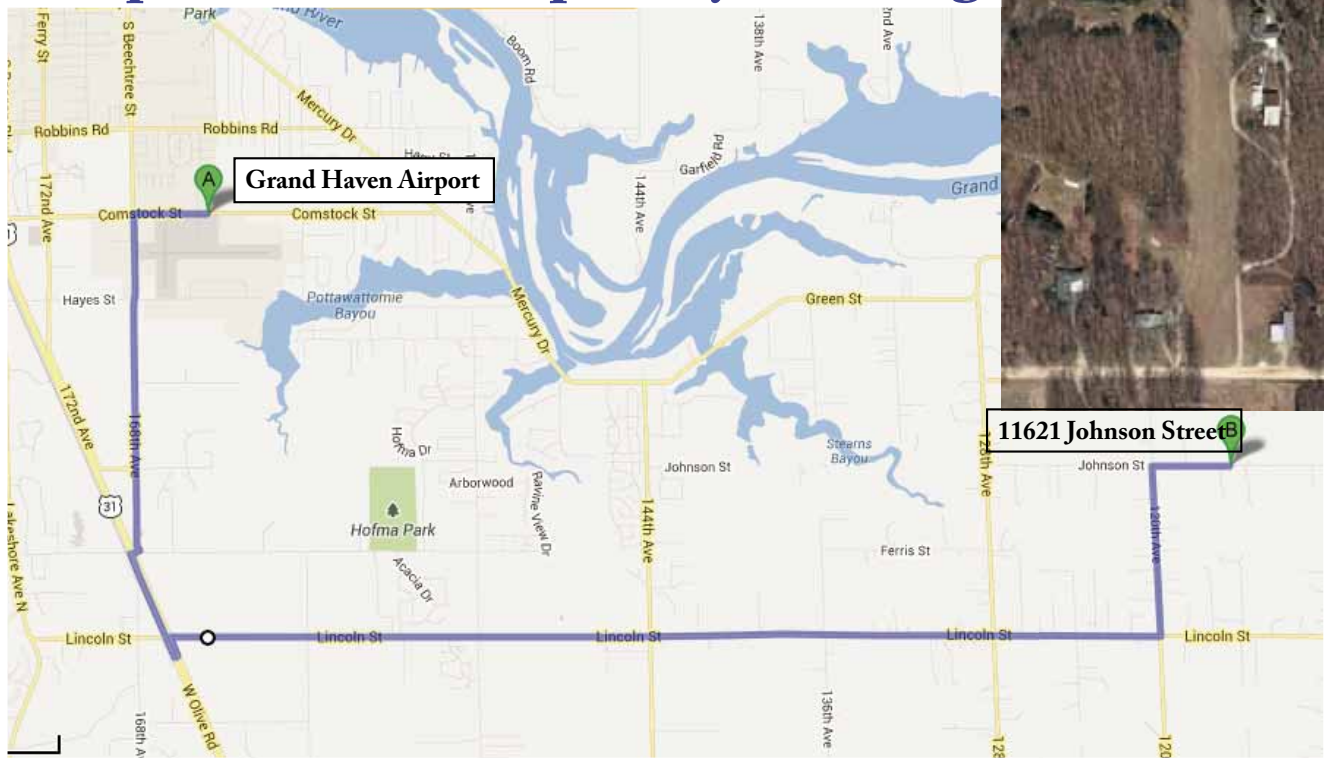 Park
S Ferry St
S Beechtree St
Boom Rd
138th Ave
2nd Ave
River
Mercury Dr
Robbins Rd
Robbins Rd
Garfield Rd
A
Grand Haven Airport
172nd Ave
144th Ave
Grand
Comstock St
Comstock St
Hayes St
Pottawattomie
Bayou
Mercury Dr
Green St
172nd Ave
168th Ave
11621 Johnson Street
B
Hofma Dr
Stearns
Bayou
128th Ave
Johnson St
Johnson St
Arborwood
Ravine View Dr
31
Lakeshore Ave N
Hofma Park
144th Ave
120th Ave
Ferris St
Acacia Dr
Lincoln St
Lincoln St
Lincoln St
Lincoln St
Lincoln St
W Olive Rd
168th A
136th Ave
128
120